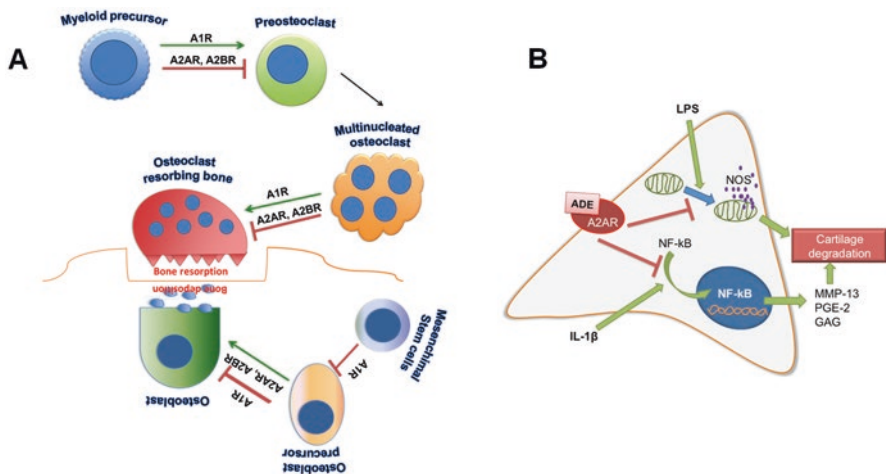 A
Myeloid precursor
Preosteoclast
A1R
A2AR, A2BR
Multinucleated
osteoclast
Osteoclast
resorbing bone
A1R
A2AR, A2BR
Bone resorption
Bone deposition
Mesenchimal
Stem cells
A1R
A2AR, A2BR
A1R
Osteoblast
Osteoblast
precursor
B
LPS
NOS
ADE
A2AR
NF-kB
Cartilage
degradation
NF-kB
MMP-13
PGE-2
GAG
IL-1β